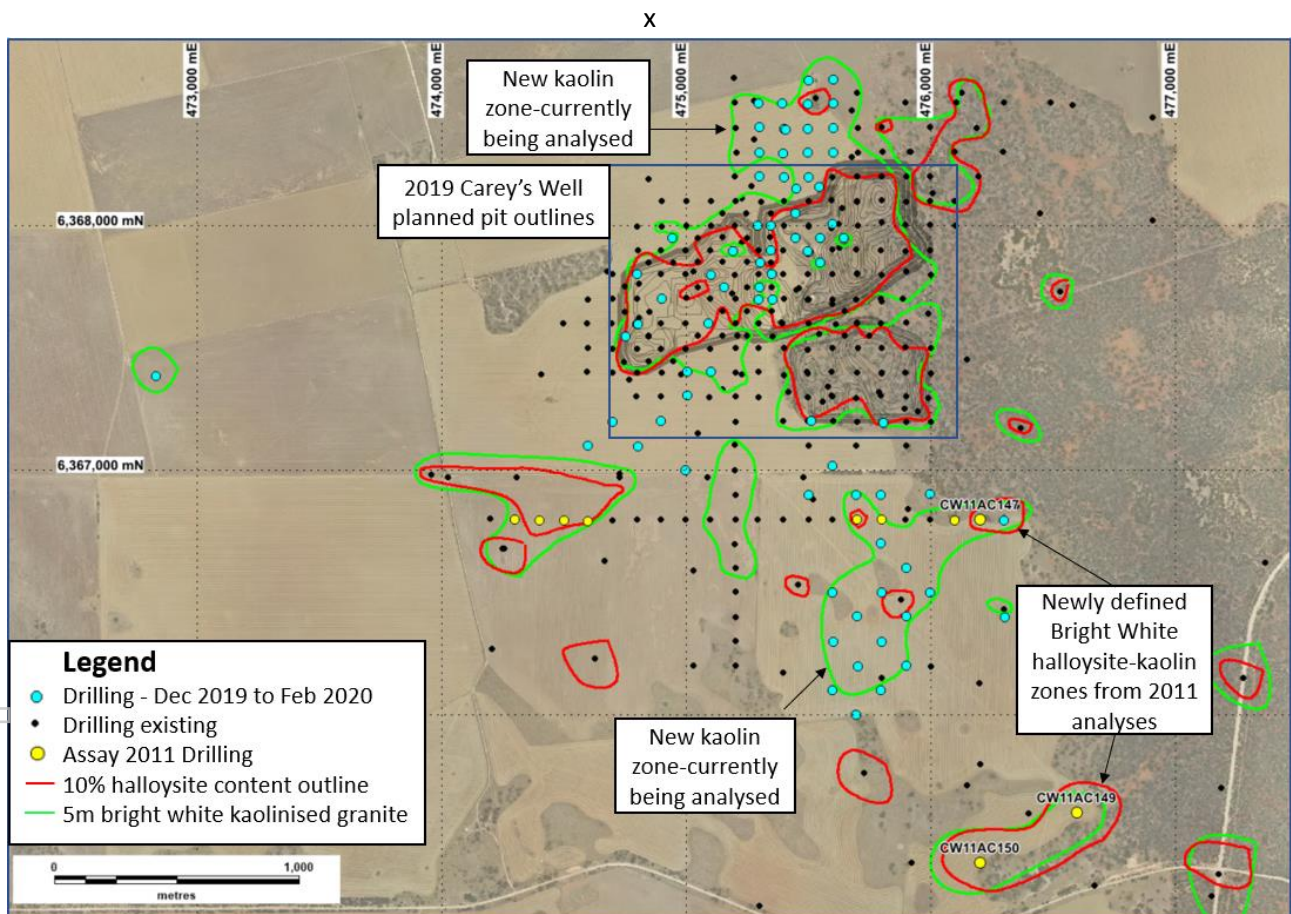 x
473,000 mE
474,000 mE
475,000 mE
476,000 mE
477,000 mE
New kaolin
zone-currently
being analysed
2019 Carey's Well
planned pit outlines
6,368,000 mN
6,367,000 mN
CW11AC147
Newly defined
Bright White
halloysite-kaolin
zones from 2011
analyses
New kaolin
zone-currently
being analysed
CW11AC149
CW11AC150
Legend
Drilling - Dec 2019 to Feb 2020
Drilling existing
Assay 2011 Drilling
10% halloysite content outline
5m bright white kaolinised granite
0
1,000
metres